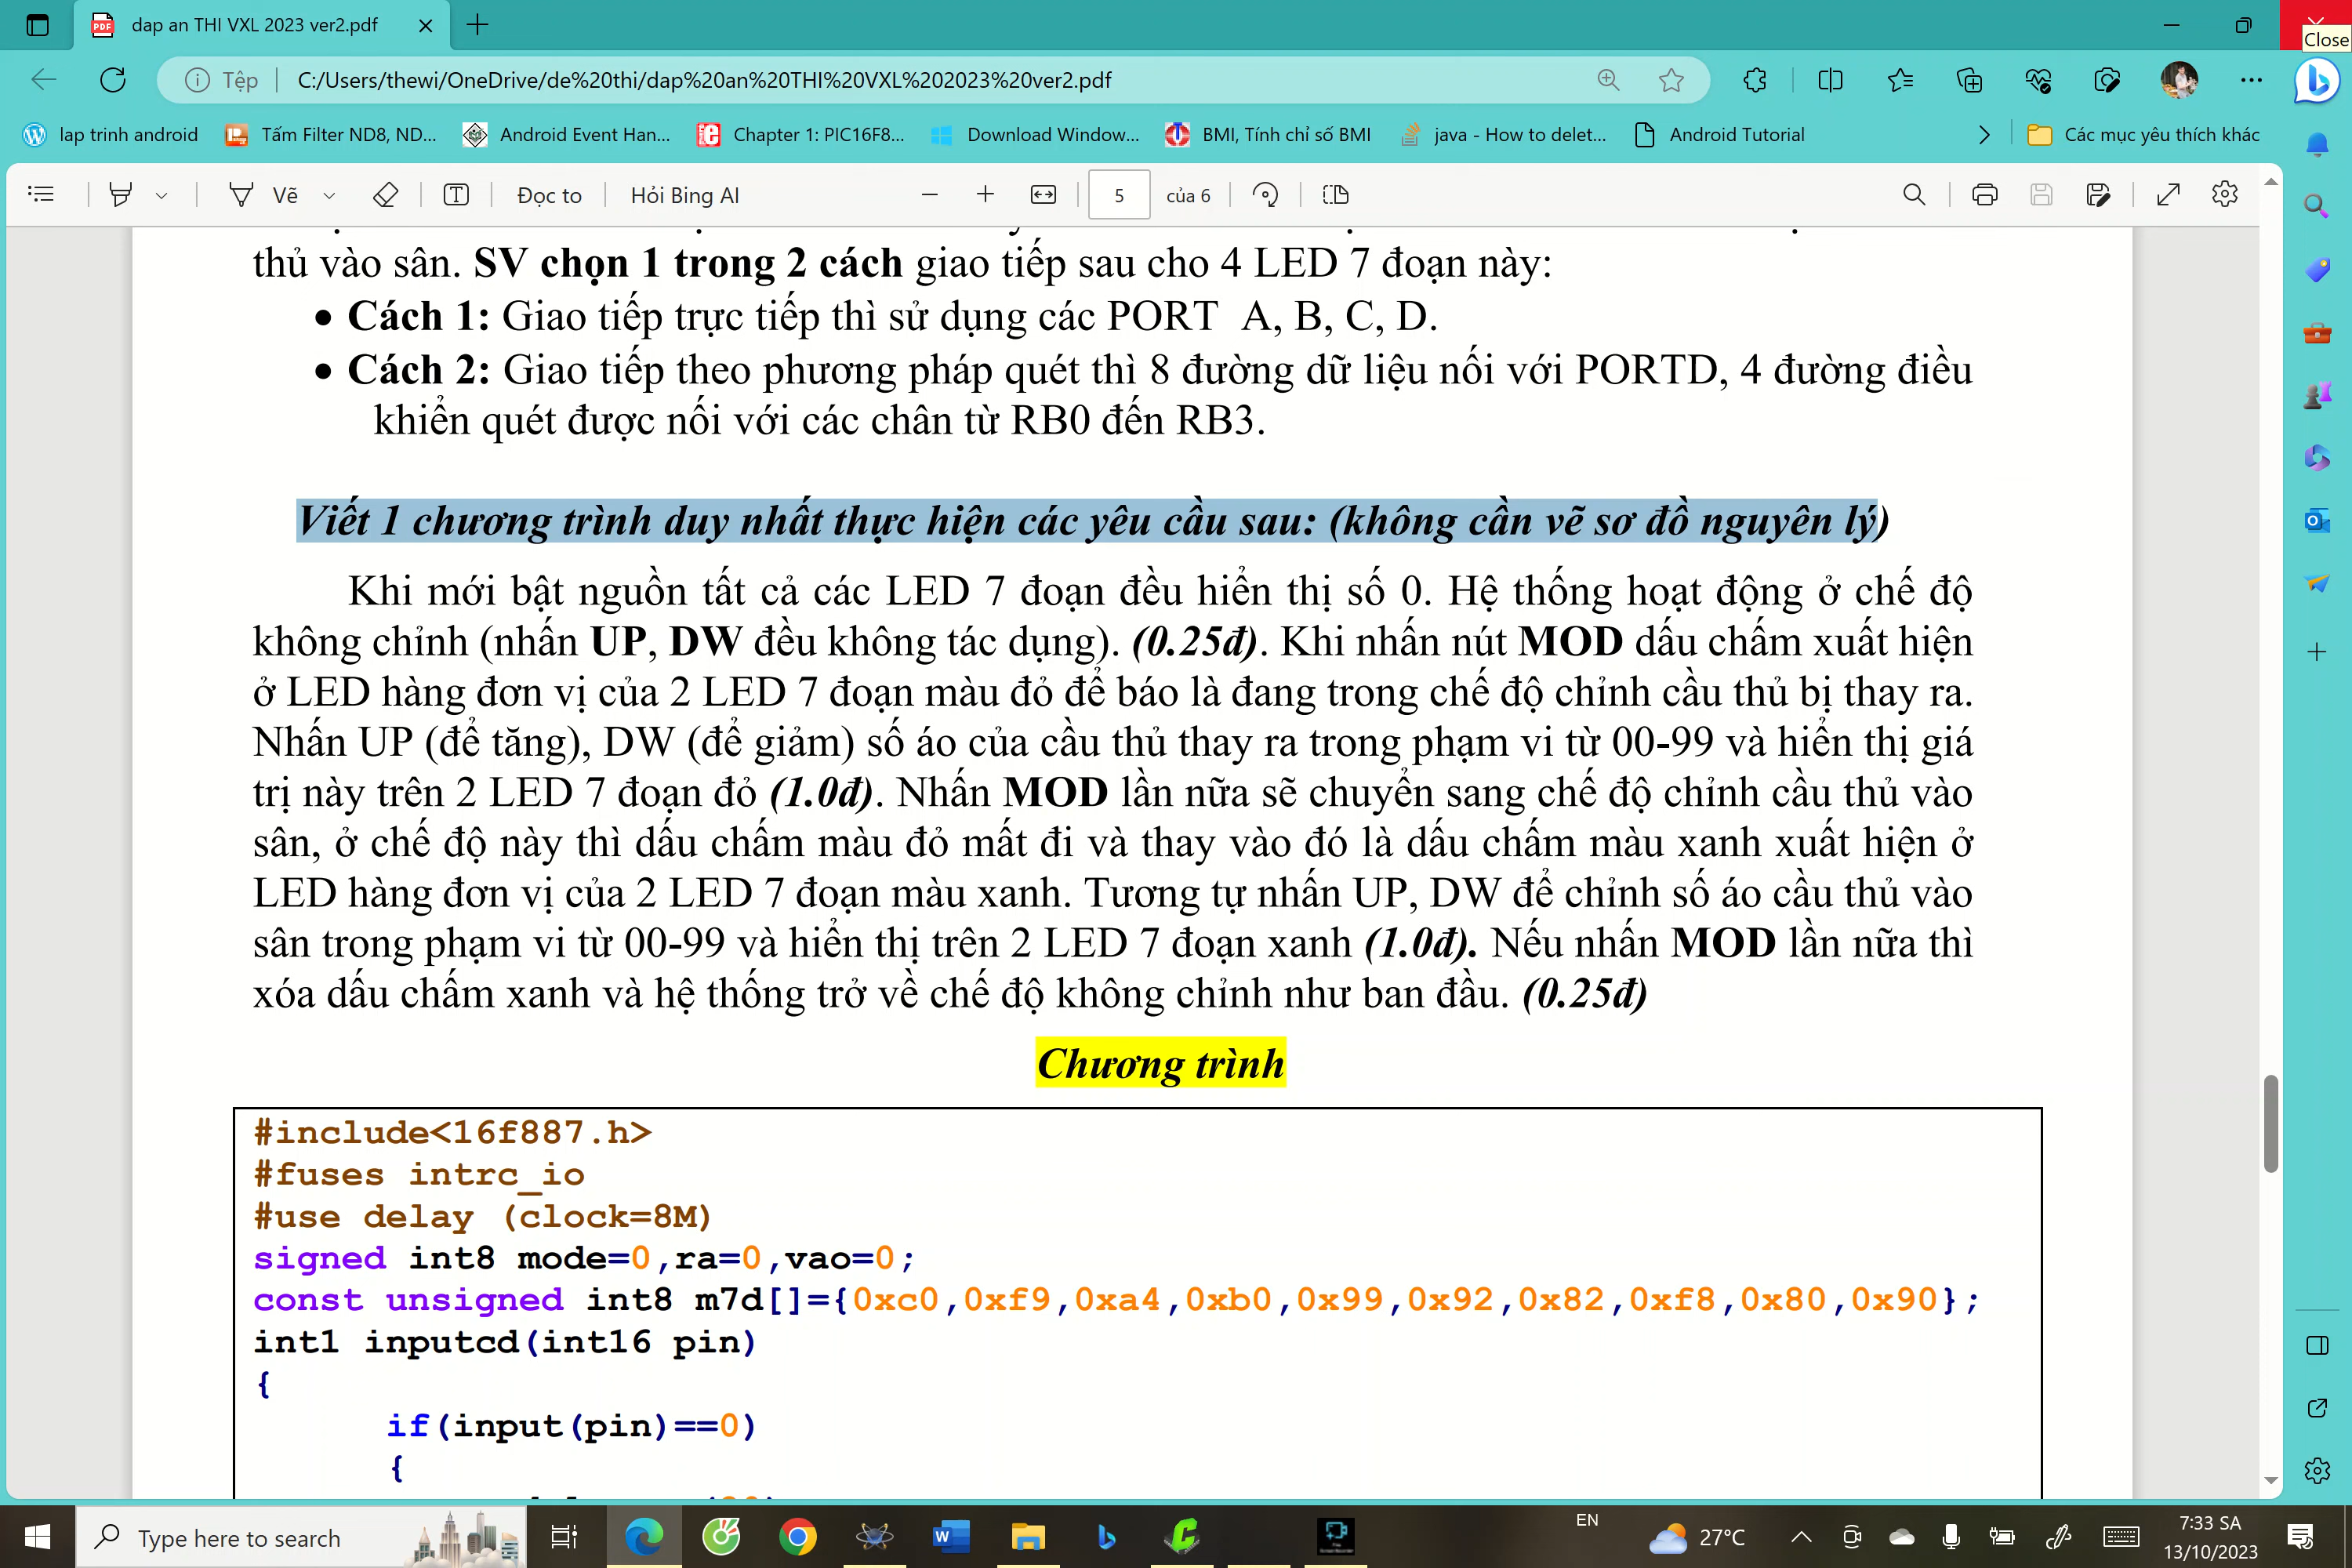 dap an THI VXL 2023 ver2.pdf
Close
Tệp
C:/Users/thewi/OneDrive/de%20thi/dap%20an%20THI%20VXL%202023%20ver2.pdf
lap trinh android
Tấm Filter ND8, ND...
Android Event Han...
Chapter 1: PIC16F8...
Download Window...
BMI, Tính chỉ số BMI
java - How to delet...
Android Tutorial
Các mục yêu thích khác
Vẽ
Đọc to
Hỏi Bing AI
5
của 6
thủ vào sân. SV chọn 1 trong 2 cách giao tiếp sau cho 4 LED 7 đoạn này:
• Cách 1: Giao tiếp trực tiếp thì sử dụng các PORT A, B, C, D.
• Cách 2: Giao tiếp theo phương pháp quét thì 8 đường dữ liệu nối với PORTD, 4 đường điều
khiển quét được nối với các chân từ RB0 đến RB3.
Viết 1 chương trình duy nhất thực hiện các yêu cầu sau: (không cần vẽ sơ đồ nguyên lý)
Khi mới bật nguồn tất cả các LED 7 đoạn đều hiển thị số 0. Hệ thống hoạt động ở chế độ
không chỉnh (nhấn UP, DW đều không tác dụng). (0.25đ). Khi nhấn nút MOD dấu chấm xuất hiện
ở LED hàng đơn vị của 2 LED 7 đoạn màu đỏ để báo là đang trong chế độ chỉnh cầu thủ bị thay ra.
Nhấn UP (để tăng), DW (để giảm) số áo của cầu thủ thay ra trong phạm vi từ 00-99 và hiển thị giá
trị này trên 2 LED 7 đoạn đỏ (1.0đ). Nhấn MOD lần nữa sẽ chuyển sang chế độ chỉnh cầu thủ vào
sân, ở chế độ này thì dấu chấm màu đỏ mất đi và thay vào đó là dấu chấm màu xanh xuất hiện ở
LED hàng đơn vị của 2 LED 7 đoạn màu xanh. Tương tự nhấn UP, DW để chỉnh số áo cầu thủ vào
sân trong phạm vi từ 00-99 và hiển thị trên 2 LED 7 đoạn xanh (1.0đ). Nếu nhấn MOD lần nữa thì
xóa dấu chấm xanh và hệ thống trở về chế độ không chỉnh như ban đầu. (0.25đ)
Chương trình
#include<16f887.h>
#fuses intrc_io
#use delay (clock=8M)
signed int8 mode=0,ra=0,vao=0;
const unsigned int8 m7d[]={0xc0,0xf9,0xa4,0xb0,0x99,0x92,0x82,0xf8,0x80,0x90};
int1 inputcd(int16 pin)
{
if(input(pin)==0)
{
Type here to search
EN
27°C
7:33 SA
13/10/2023